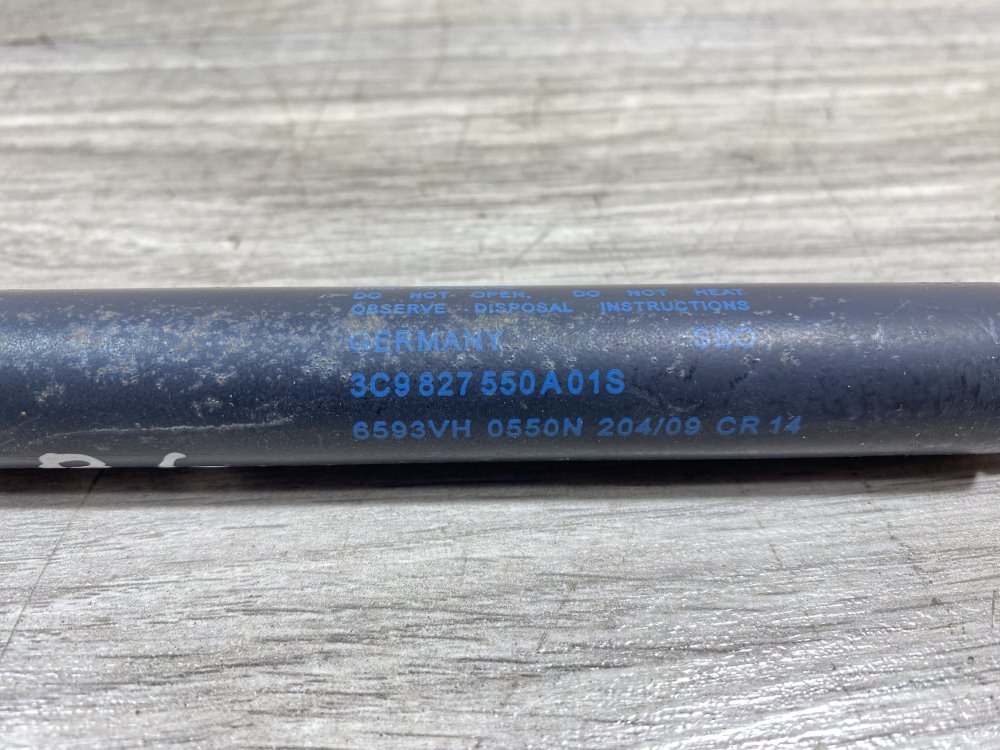 DO NOT OPEN, DO NOT HEAT
OBSERVE DISPOSAL INSTRUCTIONS
GERMANY
3C9 827 550A 01S
6593VH 0550N 204/09 CR 14